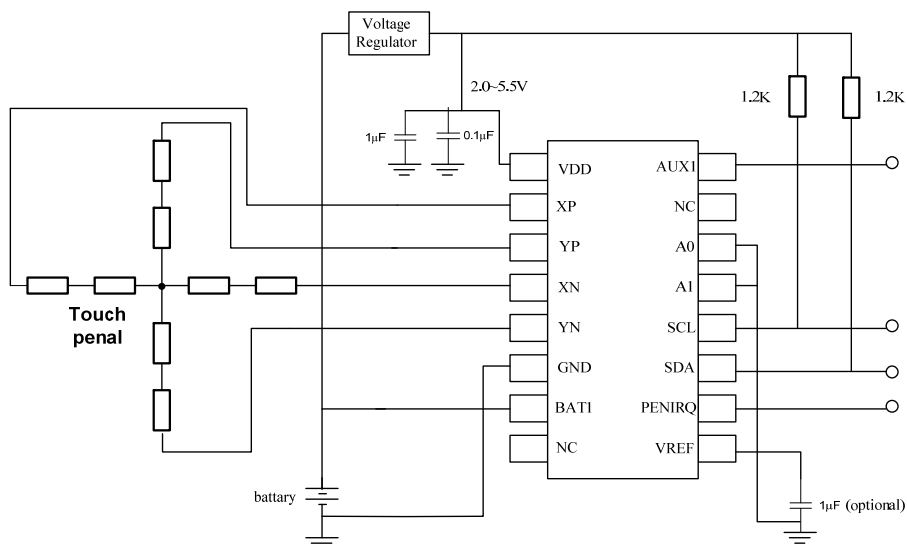 Voltage
Regulator
2.0~5.5V
1.2K
1.2K
1μF
0.1μF
VDD
AUX1
XP
NC
YP
A0
XN
A1
Touch
penal
YN
SCL
GND
SDA
BAT1
PENIRQ
NC
VREF
battary
1μF (optional)